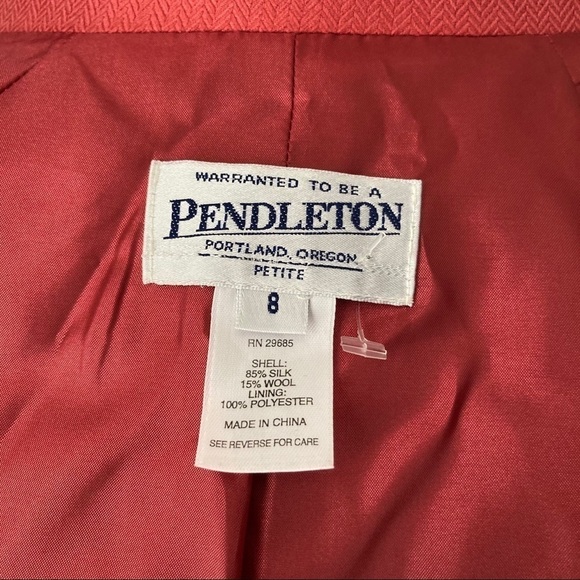 WARRANTED TO BE A
PENDLETON
PORTLAND, OREGON
PETITE
8
RN 29685
SHELL:
85% SILK
15% WOOL
LINING:
100% POLYESTER
MADE IN CHINA
SEE REVERSE FOR CARE